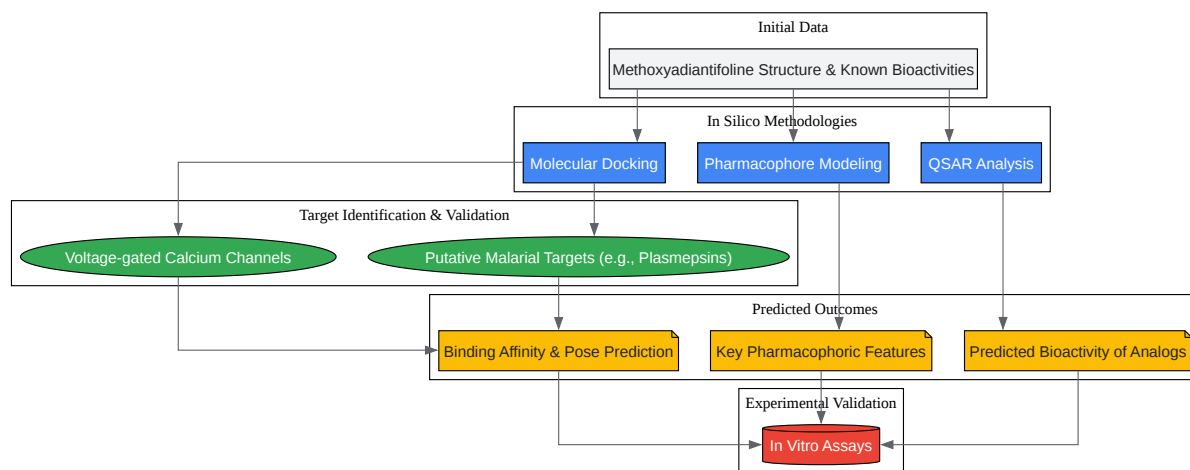 Initial Data
Methoxyadiantifoline Structure & Known Bioactivities
In Silico Methodologies
Molecular Docking
Pharmacophore Modeling
QSAR Analysis
Target Identification & Validation
Voltage-gated Calcium Channels
Putative Malarial Targets (e.g., Plasmepsins)
Predicted Outcomes
Binding Affinity & Pose Prediction
Key Pharmacophoric Features
Predicted Bioactivity of Analogs
Experimental Validation
In Vitro Assays